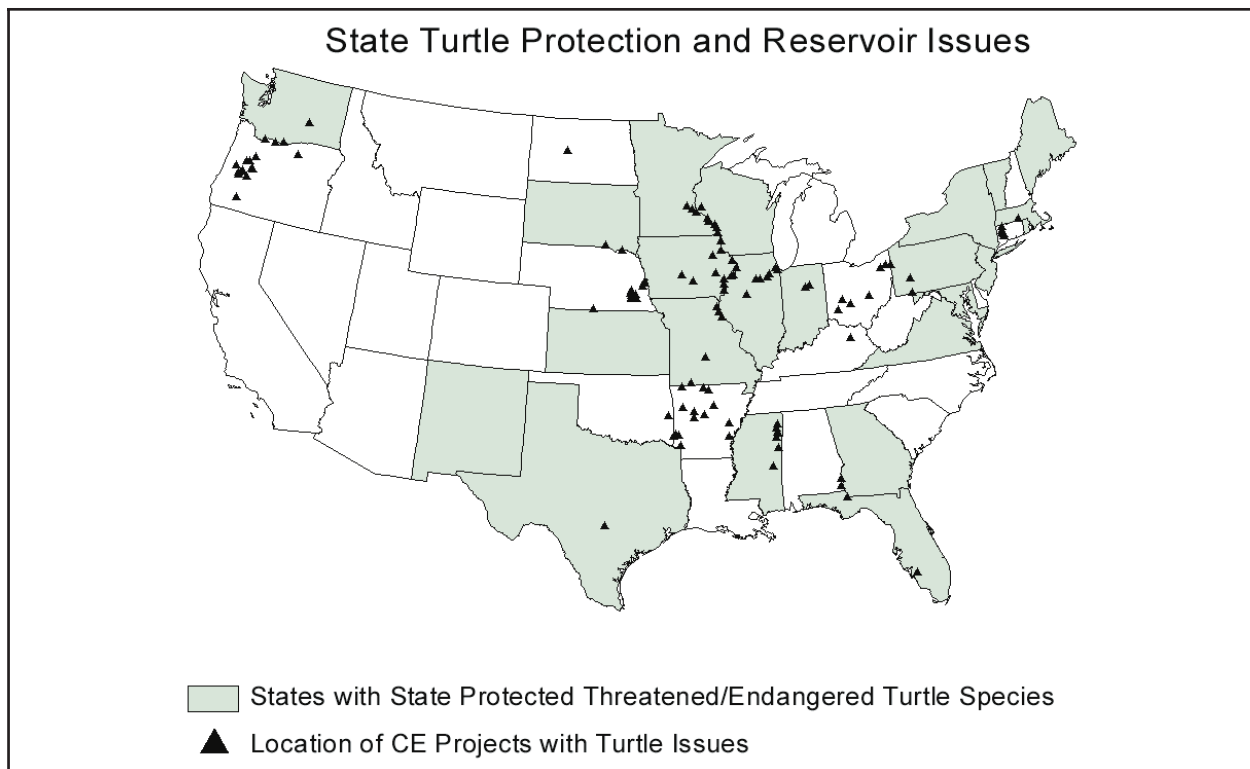 State Turtle Protection and Reservoir Issues
States with State Protected Threatened/Endangered Turtle Species
Location of CE Projects with Turtle Issues